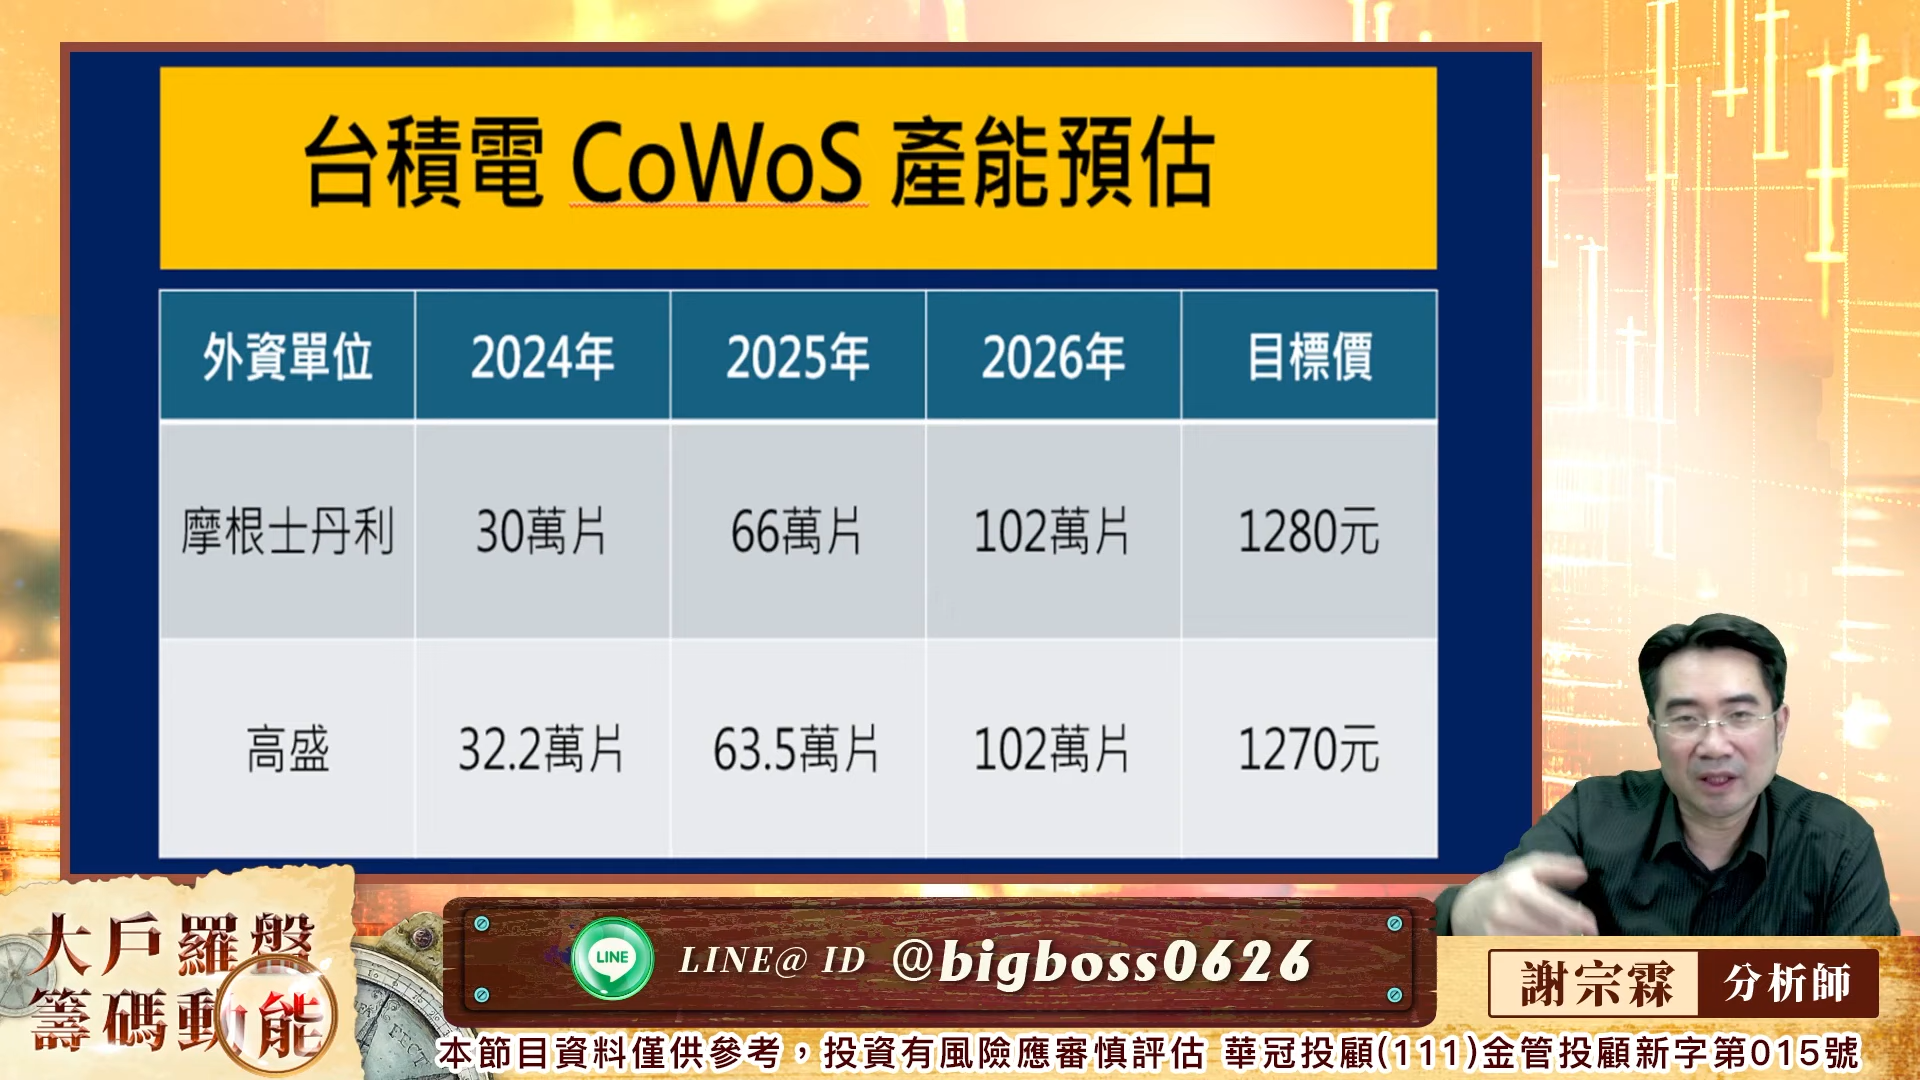 台積電 CoWoS 產能預估
外資單位 2024年 2025年 2026年 目標價
摩根士丹利 30萬片 66萬片 102萬片 1280元
高盛 32.2萬片 63.5萬片 102萬片 1270元
大戶羅盤
籌碼動能
LINE LINE@ ID @bigboss0626
謝宗霖 分析師
本節目資料僅供參考，投資有風險應審慎評估 華冠投顧(111)金管投顧新字第015號